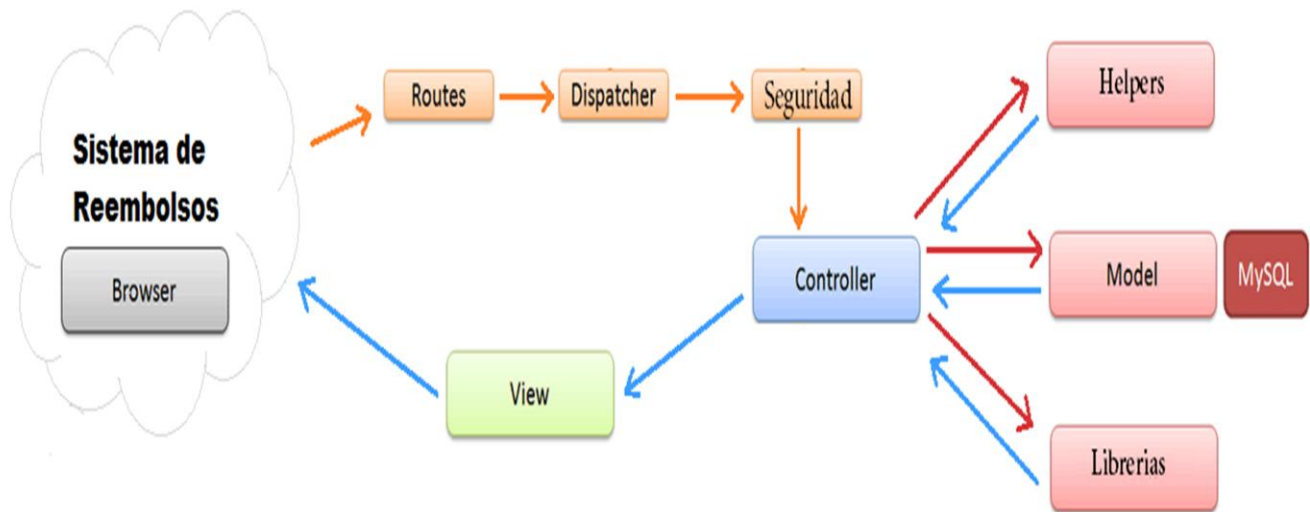 Sistema de
Reembolsos
Browser
Routes
Dispatcher
Seguridad
Controller
View
Helpers
Model
MySQL
Librerias